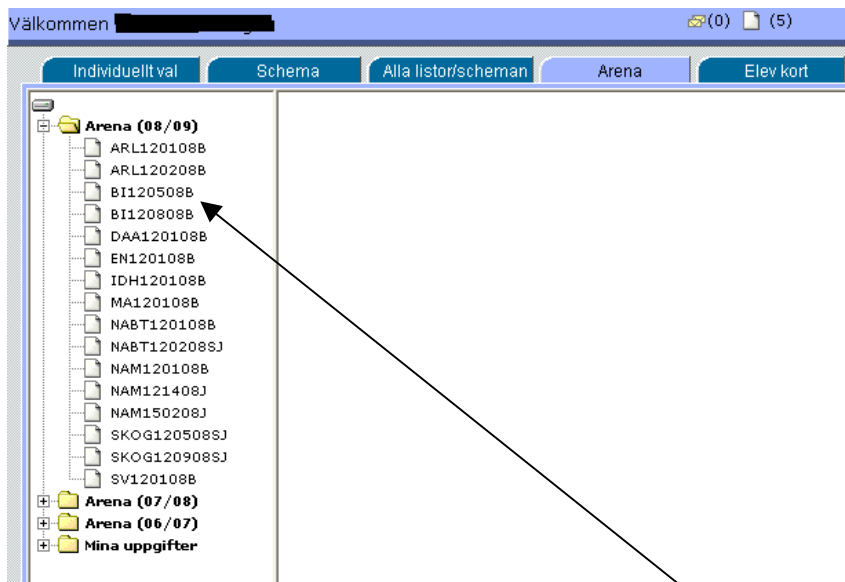 Välkommen
(0) (5)
Individuellt val Schema Alla listor/scheman Arena Elev kort
Arena (08/09)
ARL120108B
ARL120208B
BI120508B
BI120808B
DAA120108B
EN120108B
IDH120108B
MA120108B
NABT120108B
NABT120208SJ
NAM120108B
NAM121408J
NAM150208J
SKOG120508SJ
SKOG120908SJ
SV120108B
Arena (07/08)
Arena (06/07)
Mina uppgifter